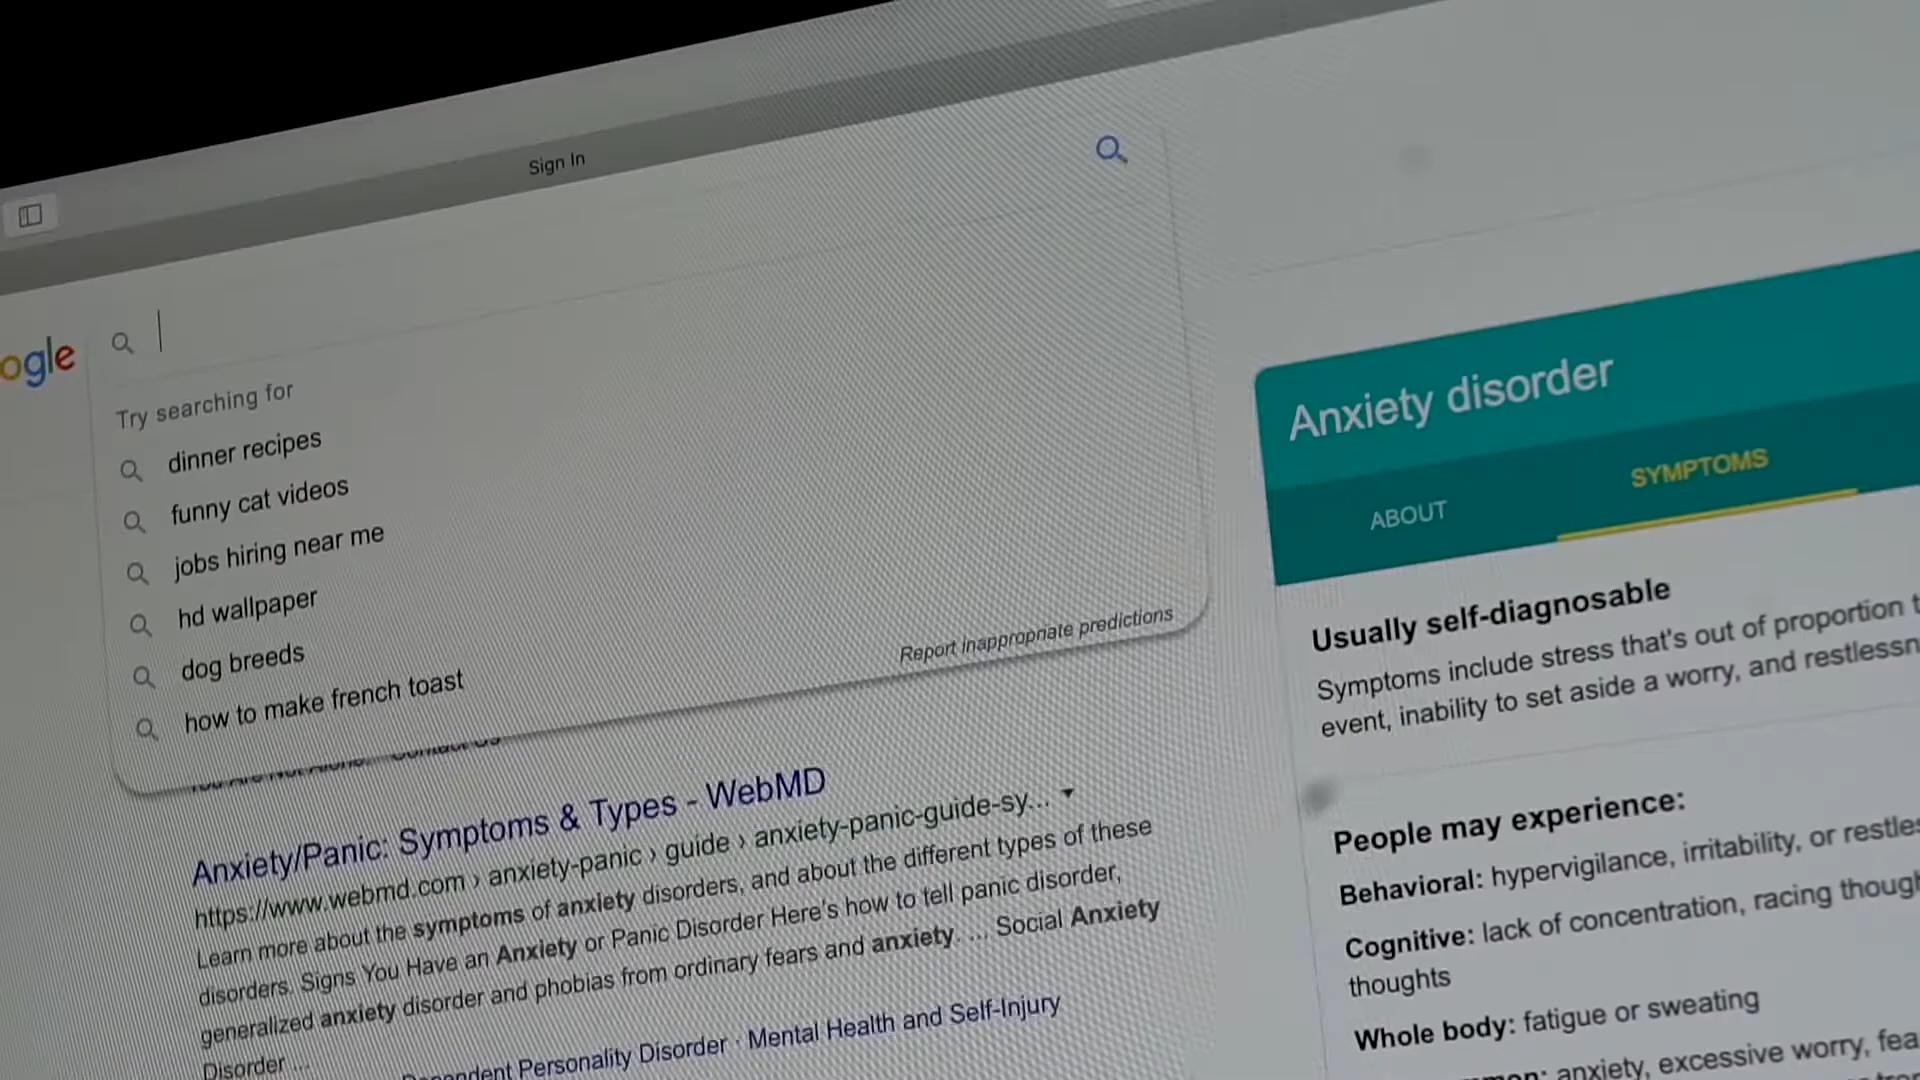 Sign In
ogle
Try searching for
dinner recipes
funny cat videos
jobs hiring near me
hd wallpaper
dog breeds
how to make french toast
Report inappropriate predictions
Anxiety/Panic: Symptoms & Types - WebMD
https://www.webmd.com › anxiety-panic › guide › anxiety-panic-guide-sy...
Learn more about the symptoms of anxiety disorders, and about the different types of these
disorders. Signs You Have an Anxiety or Panic Disorder Here's how to tell panic disorder,
generalized anxiety disorder and phobias from ordinary fears and anxiety. ... Social Anxiety
Disorder ...
Personality Disorder · Mental Health and Self-Injury
Anxiety disorder
ABOUT
SYMPTOMS
Usually self-diagnosable
Symptoms include stress that's out of proportion
event, inability to set aside a worry, and
People may experience:
Behavioral: hypervigilance, irritability, or
Cognitive: lack of concentration, racing
thoughts
Whole body: fatigue or sweating
anxiety, excessive worry,